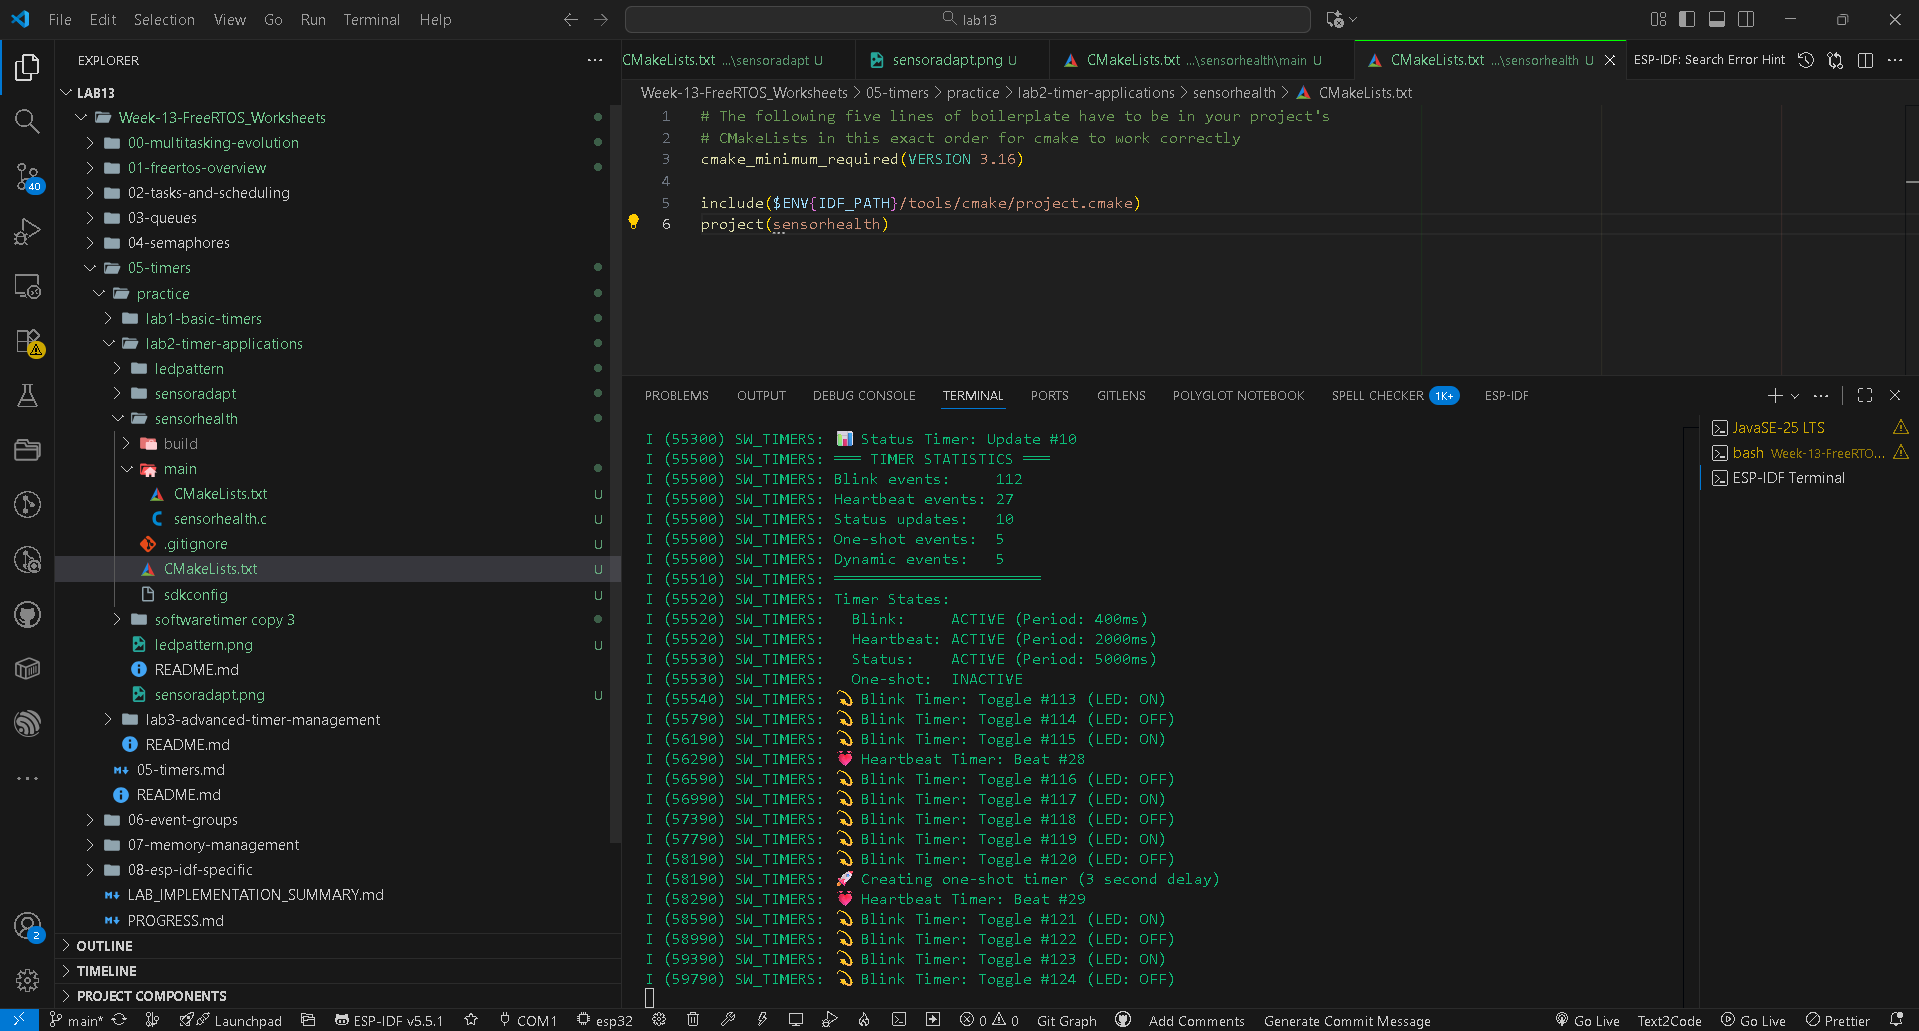 File Edit Selection View Go Run Terminal Help
lab13
EXPLORER
LAB13
Week-13-FreeRTOS_Worksheets
00-multitasking-evolution
01-freertos-overview
02-tasks-and-scheduling
03-queues
04-semaphores
05-timers
practice
lab1-basic-timers
lab2-timer-applications
ledpattern
sensoradapt
sensorhealth
build
main
CMakeLists.txt U
sensorhealth.c U
.gitignore U
CMakeLists.txt U
sdkconfig U
softwaretimer copy 3
ledpattern.png U
README.md
sensoradapt.png U
lab3-advanced-timer-management
README.md
05-timers.md
README.md
06-event-groups
07-memory-management
08-esp-idf-specific
LAB_IMPLEMENTATION_SUMMARY.md
PROGRESS.md
OUTLINE
TIMELINE
PROJECT COMPONENTS
40
2
CMakeLists.txt ...\sensoradapt U
sensoradapt.png U
CMakeLists.txt ...\sensorhealth\main U
CMakeLists.txt ...\sensorhealth U
ESP-IDF: Search Error Hint
Week-13-FreeRTOS_Worksheets > 05-timers > practice > lab2-timer-applications > sensorhealth > CMakeLists.txt
1 # The following five lines of boilerplate have to be in your project's
2 # CMakeLists in this exact order for cmake to work correctly
3 cmake_minimum_required(VERSION 3.16)
4
5 include($ENV{IDF_PATH}/tools/cmake/project.cmake)
6 project(sensorhealth)
PROBLEMS OUTPUT DEBUG CONSOLE TERMINAL PORTS GITLENS POLYGLOT NOTEBOOK SPELL CHECKER 1K+ ESP-IDF
I (55300) SW_TIMERS: 📊 Status Timer: Update #10
I (55500) SW_TIMERS: ═══ TIMER STATISTICS ═══
I (55500) SW_TIMERS: Blink events:     112
I (55500) SW_TIMERS: Heartbeat events: 27
I (55500) SW_TIMERS: Status updates:   10
I (55500) SW_TIMERS: One-shot events:  5
I (55500) SW_TIMERS: Dynamic events:   5
I (55510) SW_TIMERS: ═══════════════════════
I (55520) SW_TIMERS: Timer States:
I (55520) SW_TIMERS:   Blink:     ACTIVE (Period: 400ms)
I (55520) SW_TIMERS:   Heartbeat: ACTIVE (Period: 2000ms)
I (55530) SW_TIMERS:   Status:    ACTIVE (Period: 5000ms)
I (55530) SW_TIMERS:   One-shot:  INACTIVE
I (55540) SW_TIMERS: 💫 Blink Timer: Toggle #113 (LED: ON)
I (55790) SW_TIMERS: 💫 Blink Timer: Toggle #114 (LED: OFF)
I (56190) SW_TIMERS: 💫 Blink Timer: Toggle #115 (LED: ON)
I (56290) SW_TIMERS: 💓 Heartbeat Timer: Beat #28
I (56590) SW_TIMERS: 💫 Blink Timer: Toggle #116 (LED: OFF)
I (56990) SW_TIMERS: 💫 Blink Timer: Toggle #117 (LED: ON)
I (57390) SW_TIMERS: 💫 Blink Timer: Toggle #118 (LED: OFF)
I (57790) SW_TIMERS: 💫 Blink Timer: Toggle #119 (LED: ON)
I (58190) SW_TIMERS: 💫 Blink Timer: Toggle #120 (LED: OFF)
I (58190) SW_TIMERS: 🚀 Creating one-shot timer (3 second delay)
I (58290) SW_TIMERS: 💓 Heartbeat Timer: Beat #29
I (58590) SW_TIMERS: 💫 Blink Timer: Toggle #121 (LED: ON)
I (58990) SW_TIMERS: 💫 Blink Timer: Toggle #122 (LED: OFF)
I (59390) SW_TIMERS: 💫 Blink Timer: Toggle #123 (LED: ON)
I (59790) SW_TIMERS: 💫 Blink Timer: Toggle #124 (LED: OFF)
JavaSE-25 LTS
bash Week-13-FreeRTO...
ESP-IDF Terminal
main* Launchpad ESP-IDF v5.5.1 COM1 esp32 0 0 Git Graph Add Comments Generate Commit Message Go Live Text2Code Go Live Prettier